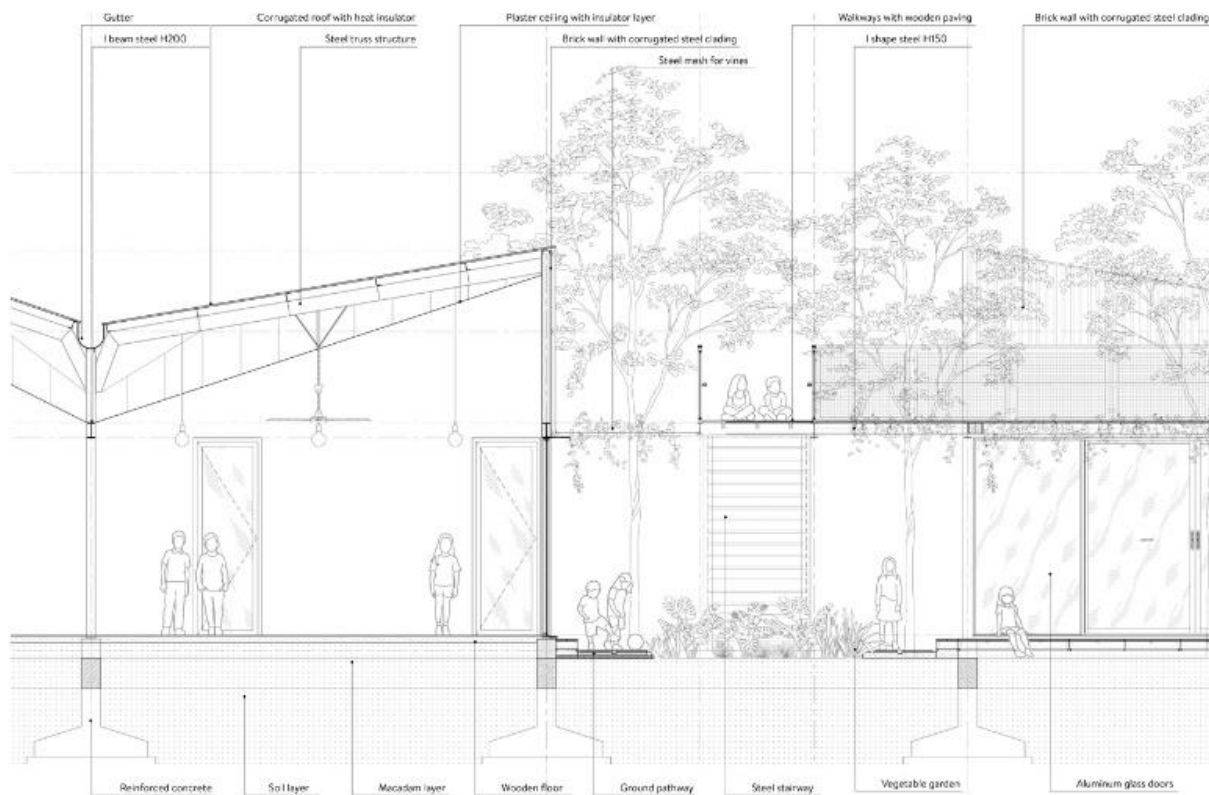 Gutter
Corrugated roof with heat insulator
Plaster ceiling with insulator layer
Walkways with wooden paving
Brick wall with corrugated steel clading
I beam steel H200
Steel truss structure
Brick wall with corrugated steel clading
I shape steel H150
Steel mesh for vines
Reinforced concrete
Soil layer
Macadam layer
Wooden floor
Ground pathway
Steel stairway
Vegetable garden
Aluminum glass doors